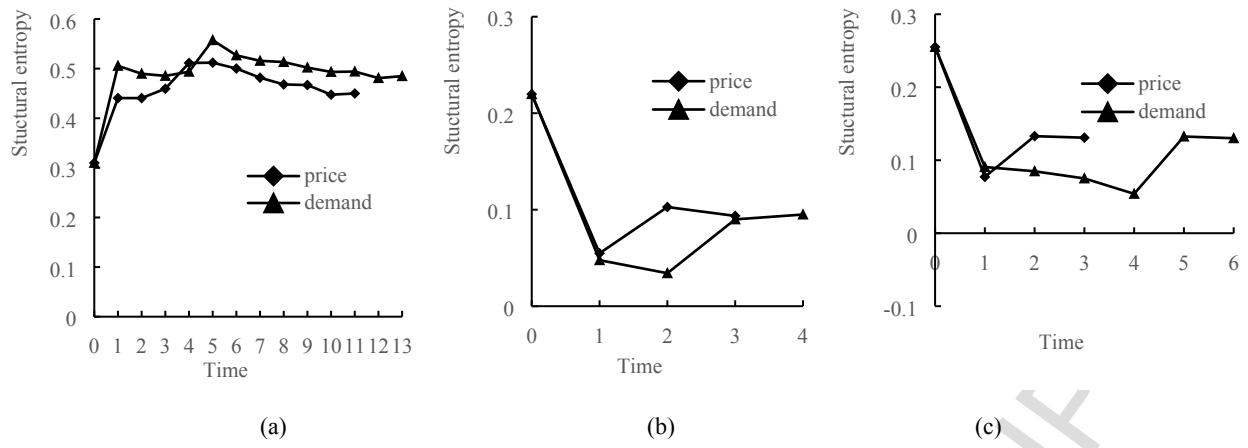 Stuctural entropy
0.6
0.5
0.4
0.3
0.2
0.1
0
price
demand
0 1 2 3 4 5 6 7 8 9 10 11 12 13
Time
(a)
Stuctural entropy
0.3
0.2
0.1
0
price
demand
0 1 2 3 4
Time
(b)
Stuctural entropy
0.3
0.2
0.1
0
-0.1
price
demand
0 1 2 3 4 5 6
Time
(c)